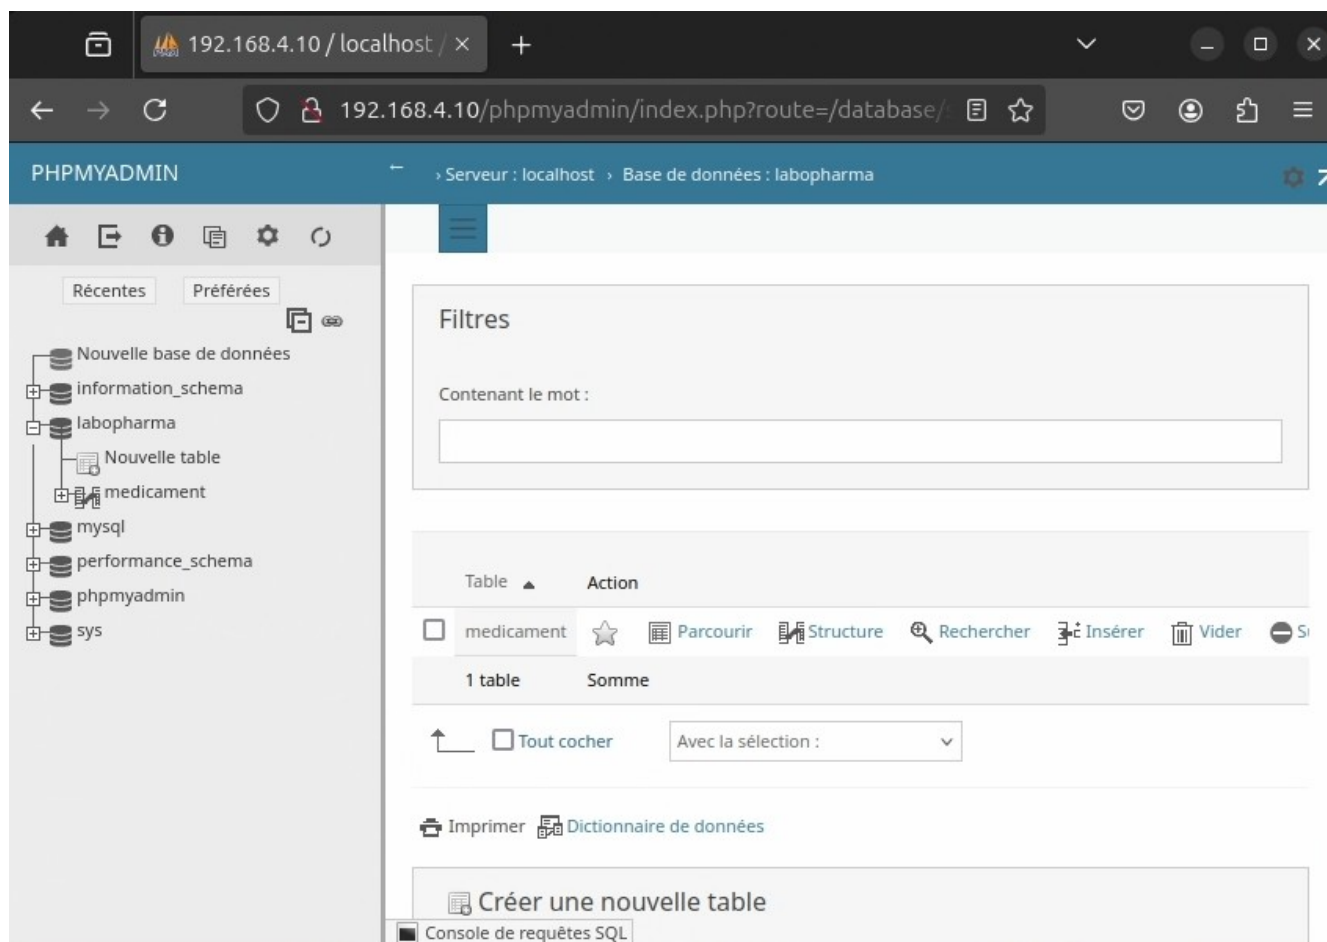 192.168.4.10 / localhost /
192.168.4.10/phpmyadmin/index.php?route=/database/
PHPMYADMIN
← › Serveur : localhost › Base de données : labopharma
Récentes Préférées
Nouvelle base de données
information_schema
labopharma
Nouvelle table
medicament
mysql
performance_schema
phpmyadmin
sys
Filtres
Contenant le mot :
Table Action
medicament Parcourir Structure Rechercher Insérer Vider
1 table Somme
Tout cocher Avec la sélection :
Imprimer Dictionnaire de données
Créer une nouvelle table
Console de requêtes SQL